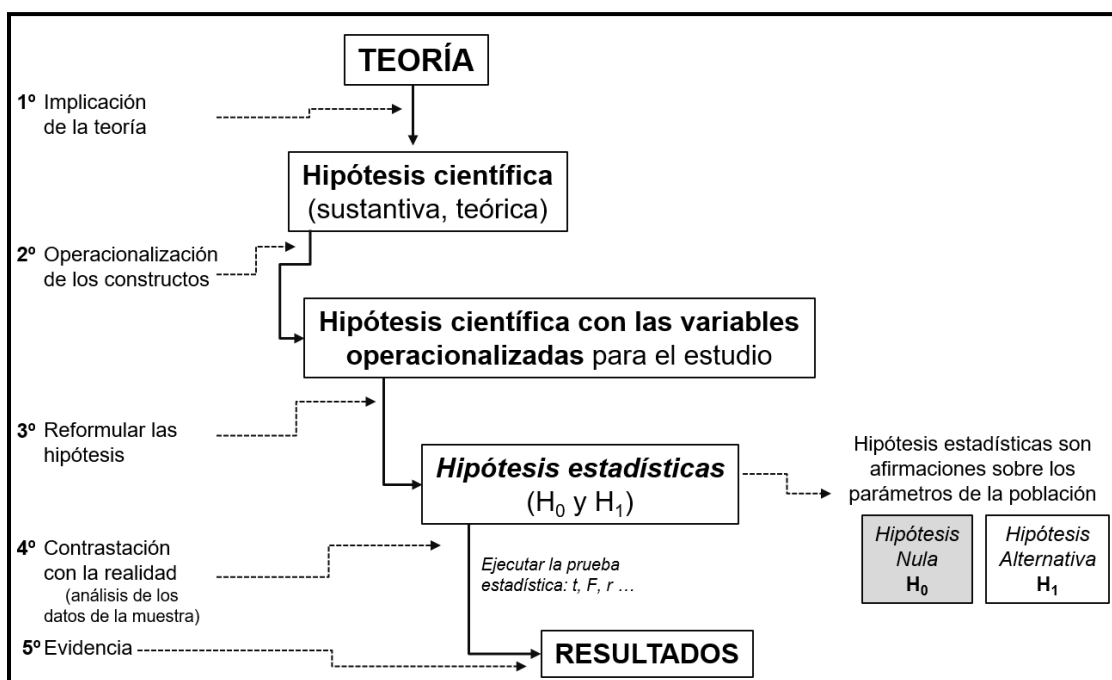 TEORÍA
1º Implicación
de la teoría
Hipótesis científica
(sustantiva, teórica)
2º Operacionalización
de los constructos
Hipótesis científica con las variables
operacionalizadas para el estudio
3º Reformular las
hipótesis
Hipótesis estadísticas
(H₀ y H₁)
Hipótesis estadísticas son
afirmaciones sobre los
parámetros de la población
Hipótesis
Nula
H₀
Hipótesis
Alternativa
H₁
4º Contrastación
con la realidad
(análisis de los
datos de la muestra)
Ejecutar la prueba
estadística: t, F, r ...
5º Evidencia
RESULTADOS